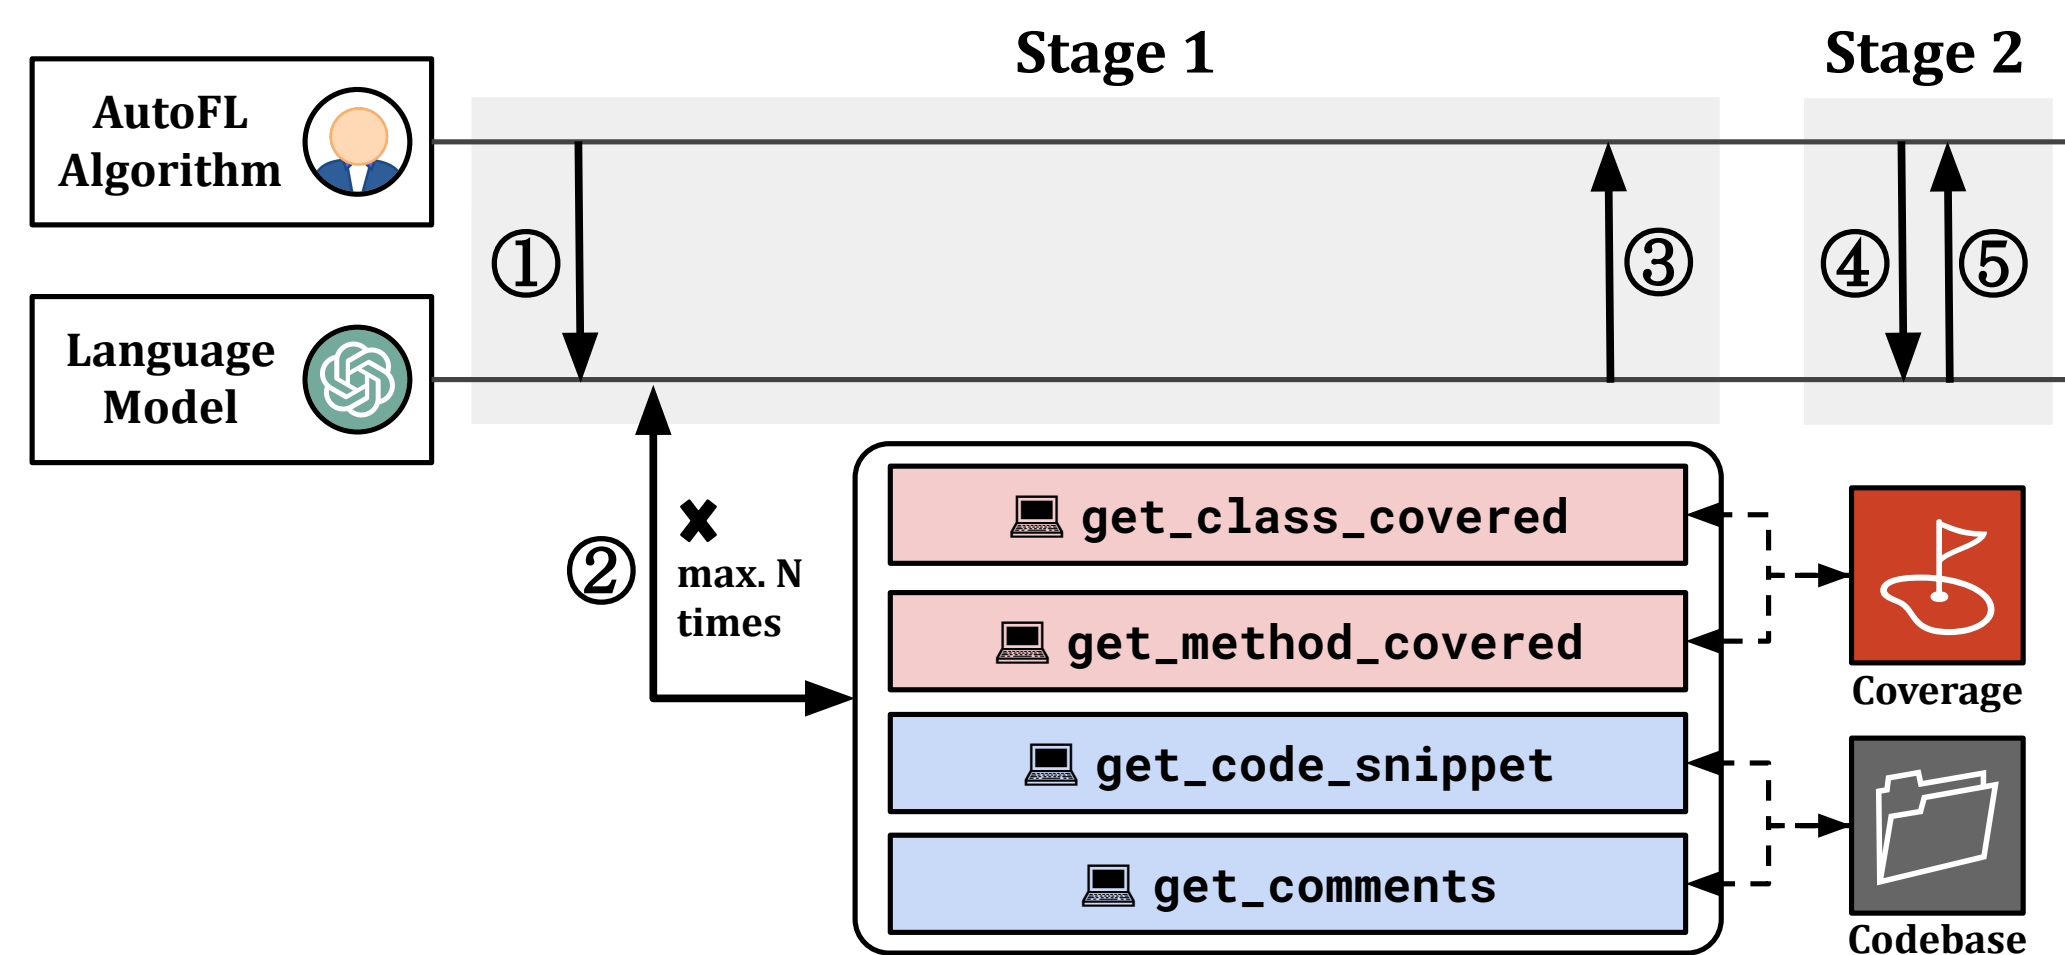 Stage 1
Stage 2
AutoFL
Algorithm
①
③
④
⑤
Language
Model
②
✘
max. N
times
get_class_covered
get_method_covered
get_code_snippet
get_comments
Coverage
Codebase